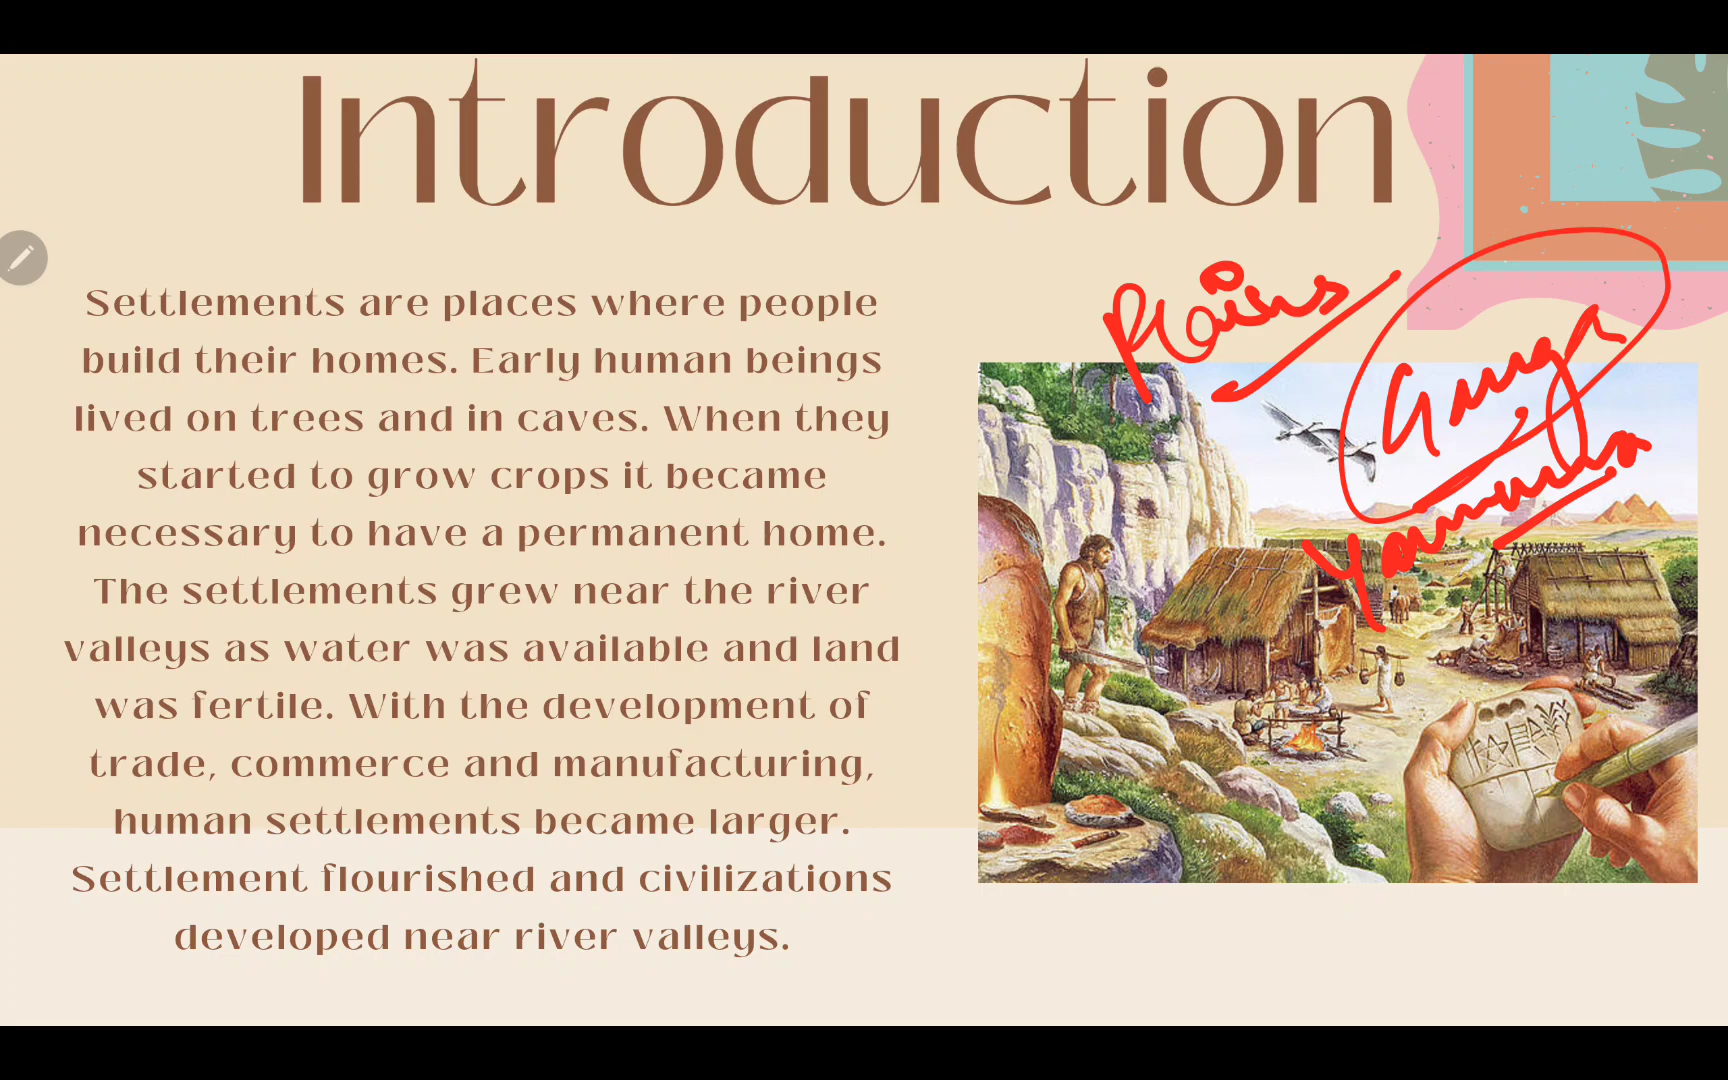 Introduction
Settlements are places where people
build their homes. Early human beings
lived on trees and in caves. When they
started to grow crops it became
necessary to have a permanent home.
The settlements grew near the river
valleys as water was available and land
was fertile. With the development of
trade, commerce and manufacturing,
human settlements became larger.
Settlement flourished and civilizations
developed near river valleys.
Plains
Ganga
Yamuna